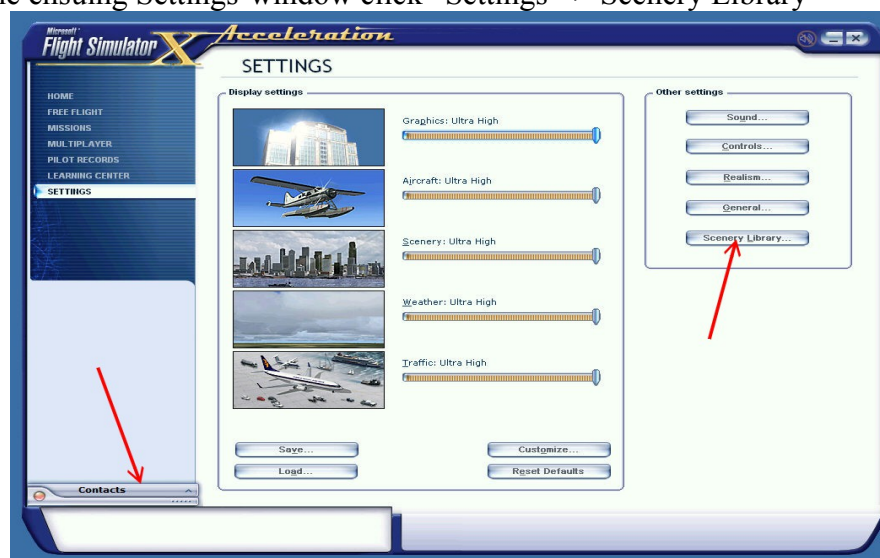 e ensuing Settings window click "Settings" > Scenery Library"
Microsoft
Flight Simulator X
Acceleration
SETTINGS
HOME
FREE FLIGHT
MISSIONS
MULTIPLAYER
PILOT RECORDS
LEARNING CENTER
SETTINGS
Display settings
Graphics: Ultra High
Aircraft: Ultra High
Scenery: Ultra High
Weather: Ultra High
Traffic: Ultra High
Save...
Customize...
Load...
Reset Defaults
Other settings
Sound...
Controls...
Realism...
General...
Scenery Library...
Contacts